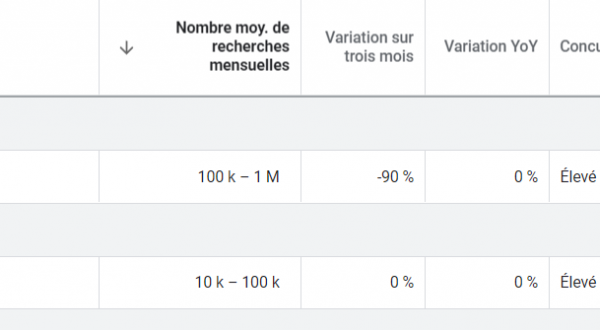 Nombre moy. de
recherches
mensuelles
Variation sur
trois mois
Variation YoY
Concu
100 k – 1 M
-90 %
0 %
Élevé
10 k – 100 k
0 %
0 %
Élevé